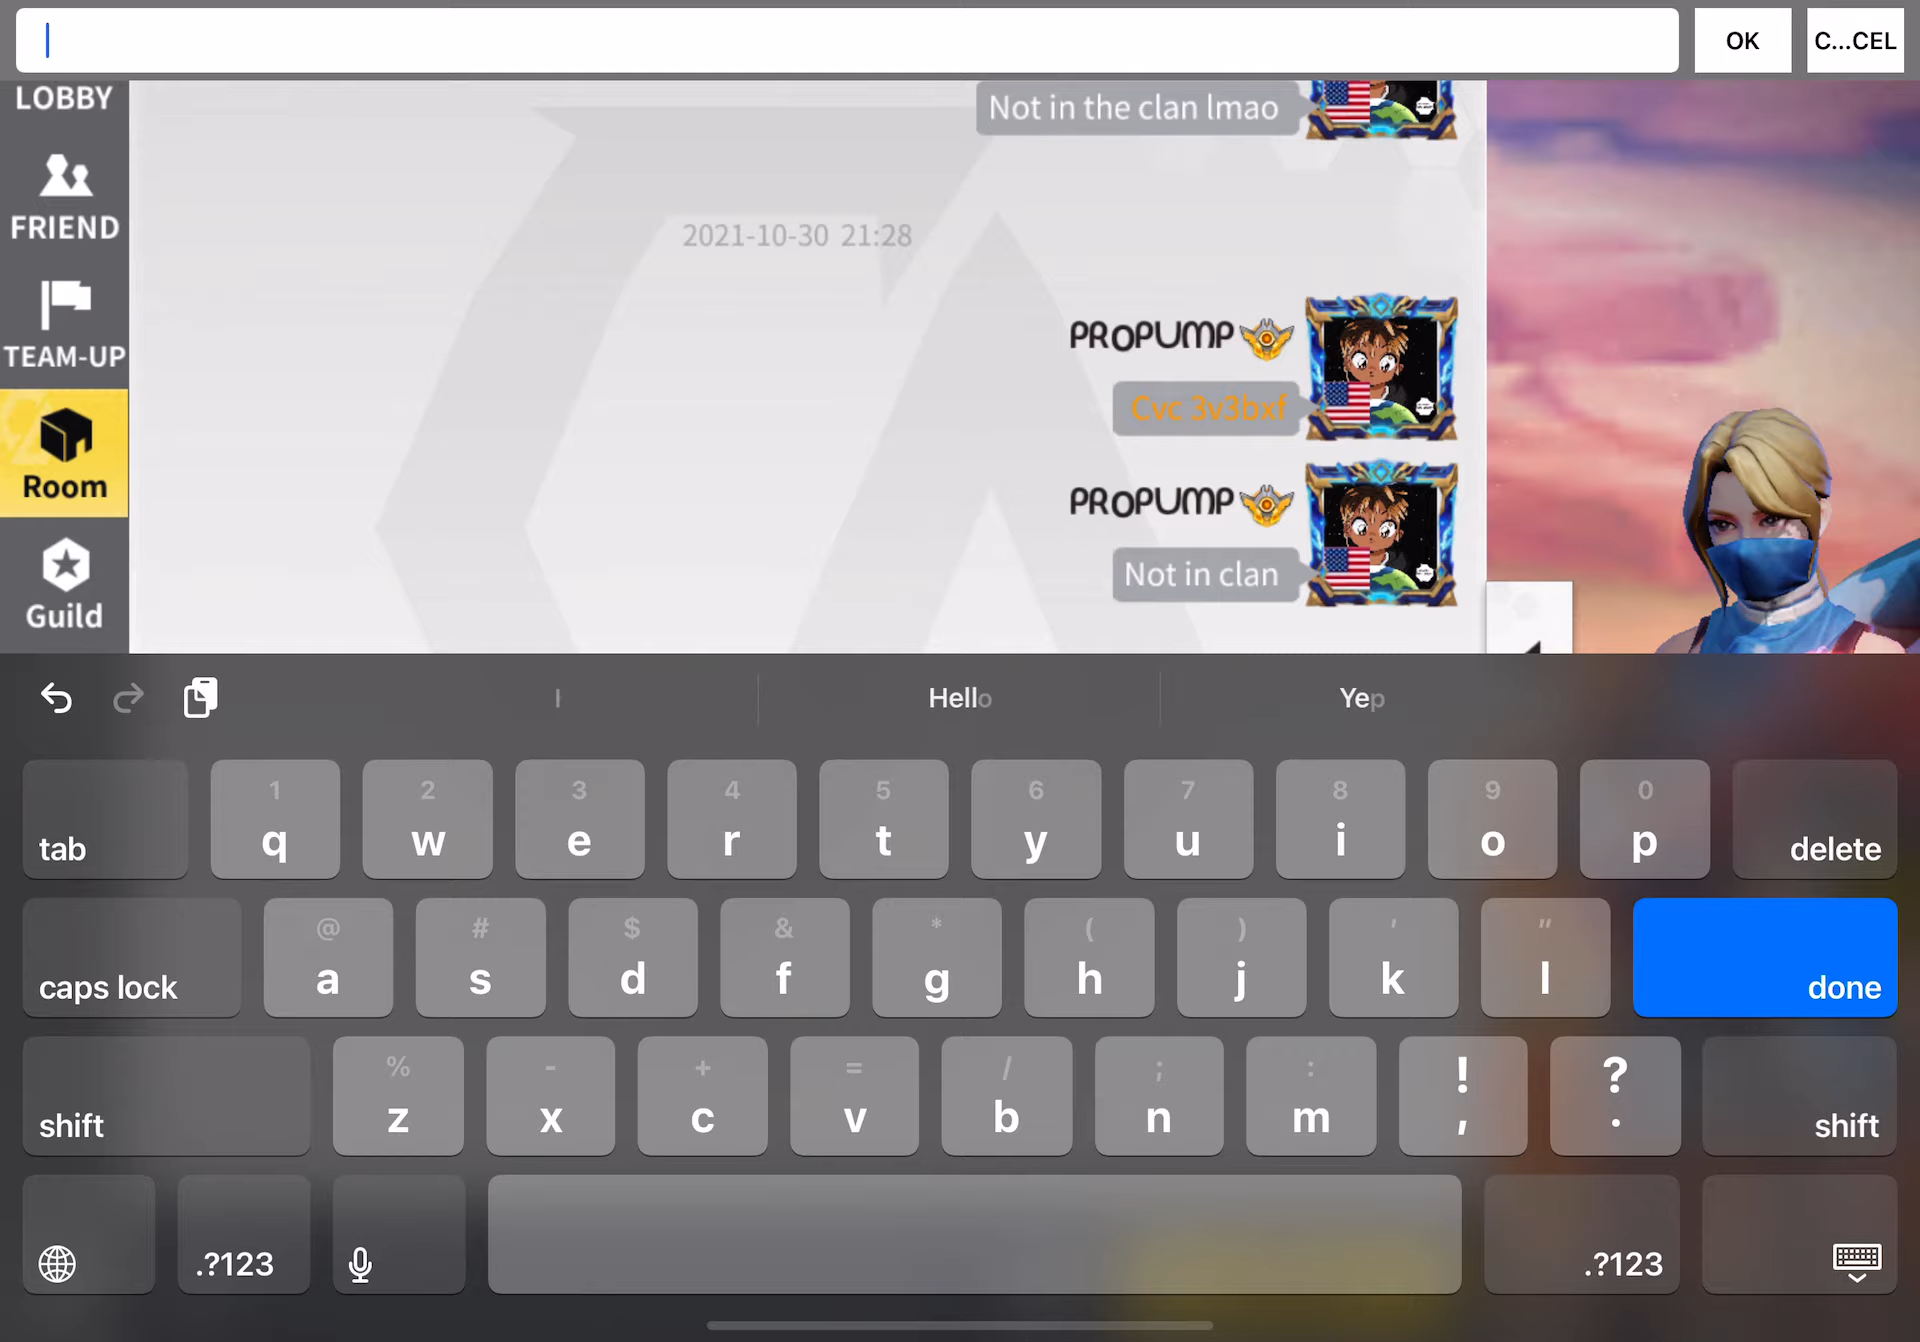 OK
C...CEL
LOBBY
Not in the clan lmao
FRIEND
2021-10-30 21:28
TEAM-UP
PROPUMP
Cvc 3v3bxf
Room
PROPUMP
Not in clan
Guild
I
Hello
Yep
tab
1 2 3 4 5 6 7 8 9 0
q w e r t y u i o p
delete
caps lock
@ # $ & * ( ) ' "
a s d f g h j k l
done
shift
% - + = / ; : ! ?
z x c v b n m , .
shift
.?123
.?123